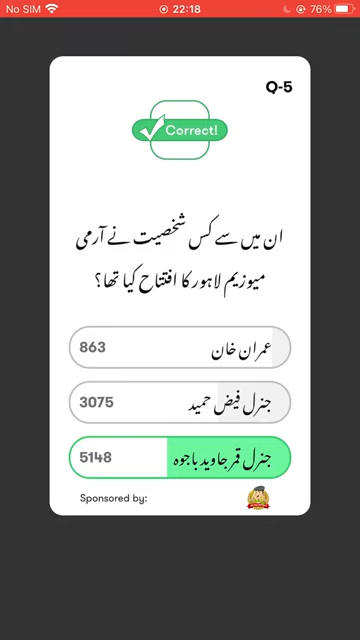 No SIM 22:18 76%
Q-5
Correct!
ان میں سے کس شخصیت نے آرمی
میوزیم لاہور کا افتتاح کیا تھا؟
863 عمران خان
3075 جنرل فیض حمید
5148 جنرل قمر جاوید باجوہ
Sponsored by: